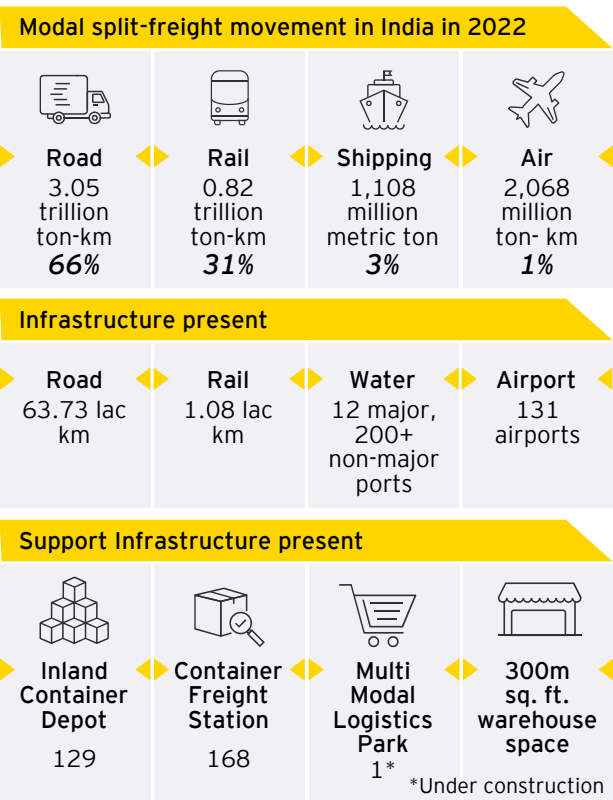 Modal split-freight movement in India in 2022
Road
3.05
trillion
ton-km
66%
Rail
0.82
trillion
ton-km
31%
Shipping
1,108
million
metric ton
3%
Air
2,068
million
ton- km
1%
Infrastructure present
Road
63.73 lac
km
Rail
1.08 lac
km
Water
12 major,
200+
non-major
ports
Airport
131
airports
Support Infrastructure present
Inland
Container
Depot
129
Container
Freight
Station
168
Multi
Modal
Logistics
Park
1*
300m
sq. ft.
warehouse
space
*Under construction